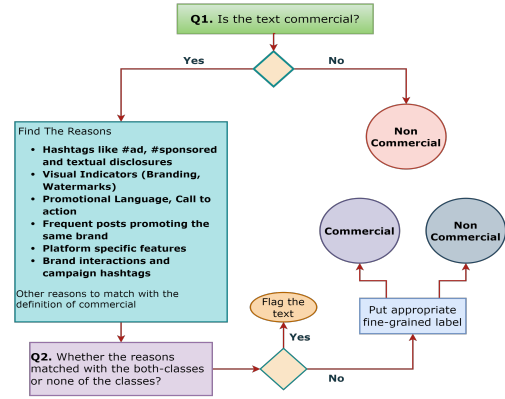 Q1. Is the text commercial?
Yes
No
Non
Commercial
Find The Reasons
• Hashtags like #ad, #sponsored
and textual disclosures
• Visual Indicators (Branding,
Watermarks)
• Promotional Language, Call to
action
• Frequent posts promoting the
same brand
• Platform specific features
• Brand interactions and
campaign hashtags
Other reasons to match with the
definition of commercial
Q2. Whether the reasons
matched with the both-classes
or none of the classes?
Flag the
text
Yes
No
Put appropriate
fine-grained label
Commercial
Non
Commercial